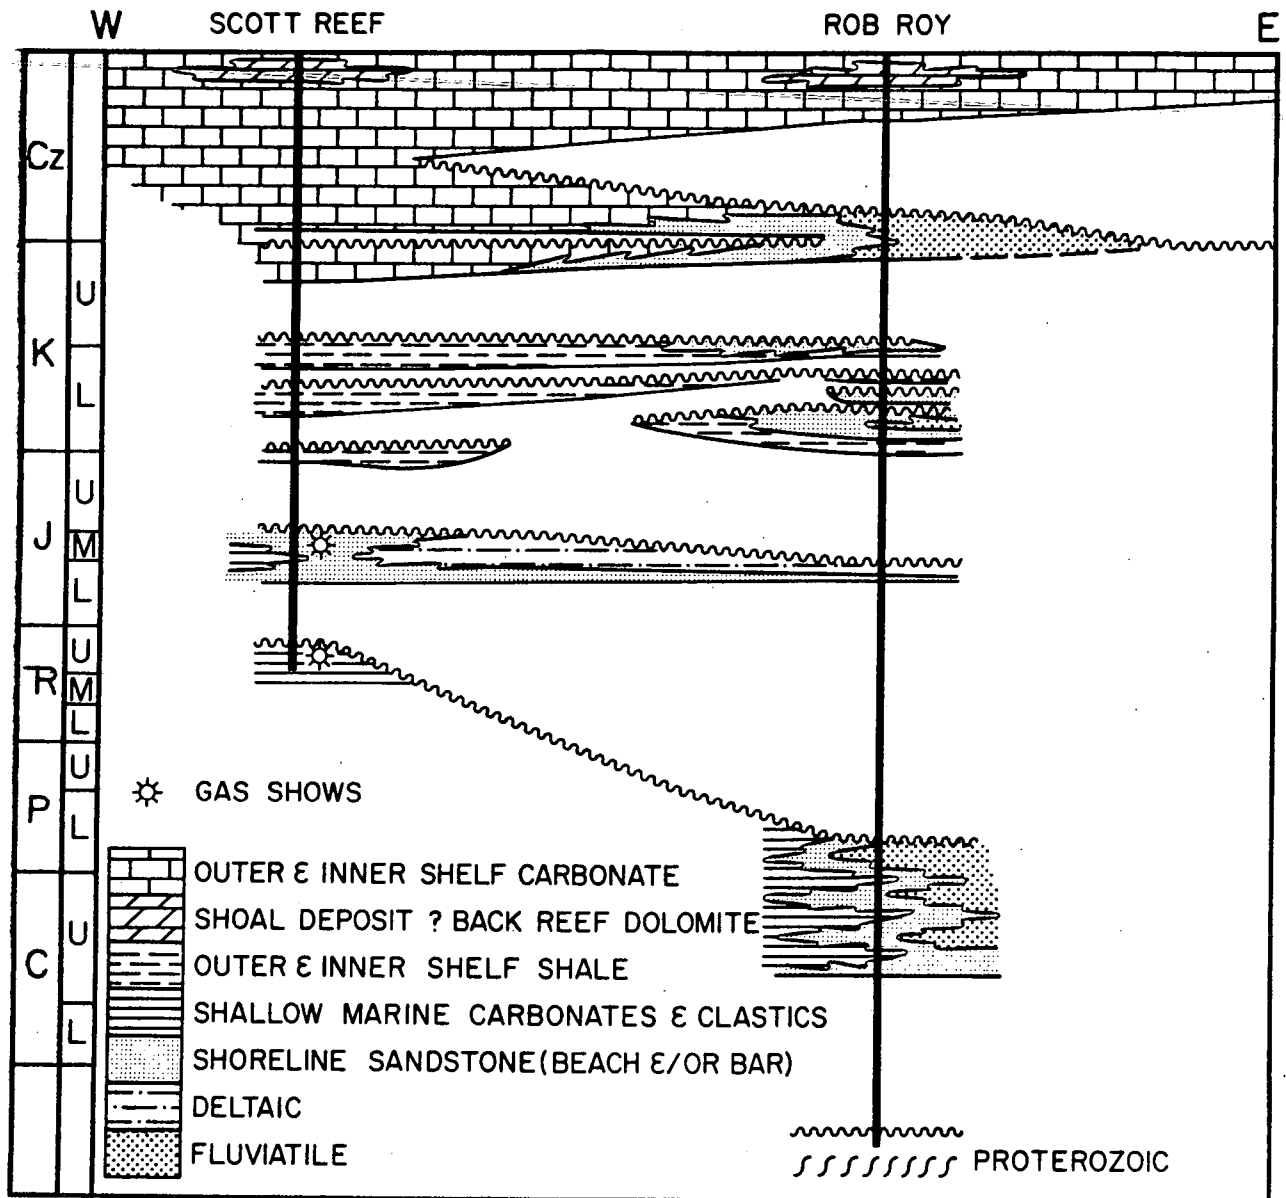 W SCOTT REEF ROB ROY E
Cz
U
K
L
U
J
M
L
U
R
M
L
U
P
L
GAS SHOWS
OUTER & INNER SHELF CARBONATE
SHOAL DEPOSIT ? BACK REEF DOLOMITE
U
OUTER & INNER SHELF SHALE
C
SHALLOW MARINE CARBONATES & CLASTICS
L
SHORELINE SANDSTONE (BEACH &/OR BAR)
DELTAIC
FLUVIATILE
PROTEROZOIC